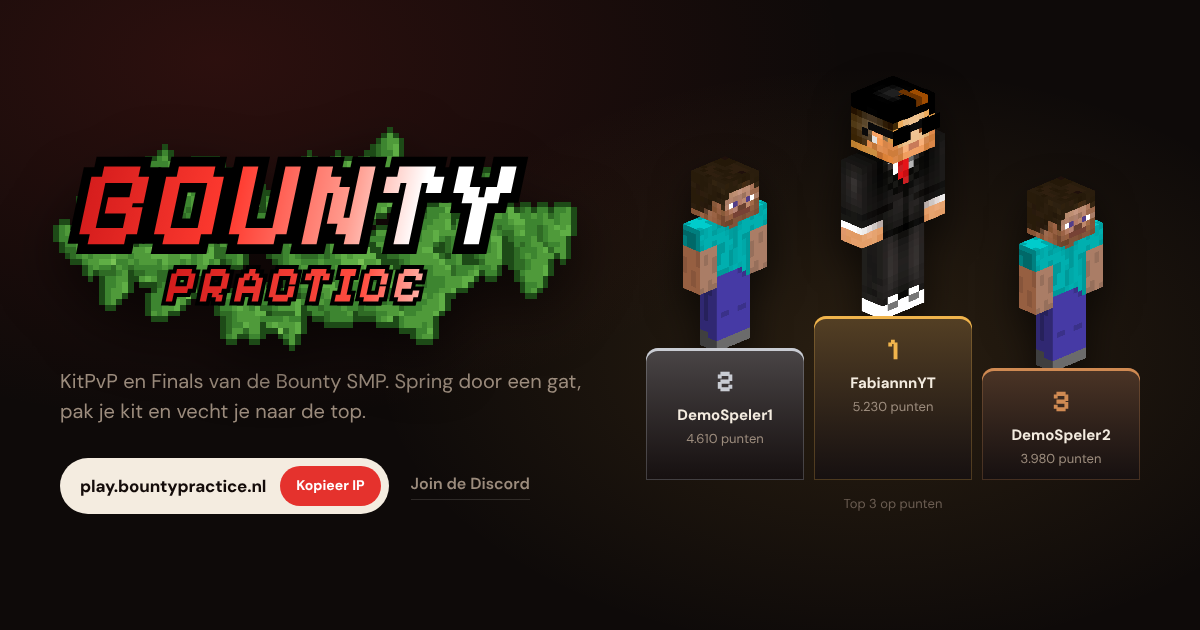 BOUNTY
PRACTICE
KitPvP en Finals van de Bounty SMP. Spring door een gat,
pak je kit en vecht je naar de top.
play.bountypractice.nl
Kopieer IP
Join de Discord
2
DemoSpeler1
4.610 punten
1
FabiannnYT
5.230 punten
3
DemoSpeler2
3.980 punten
Top 3 op punten